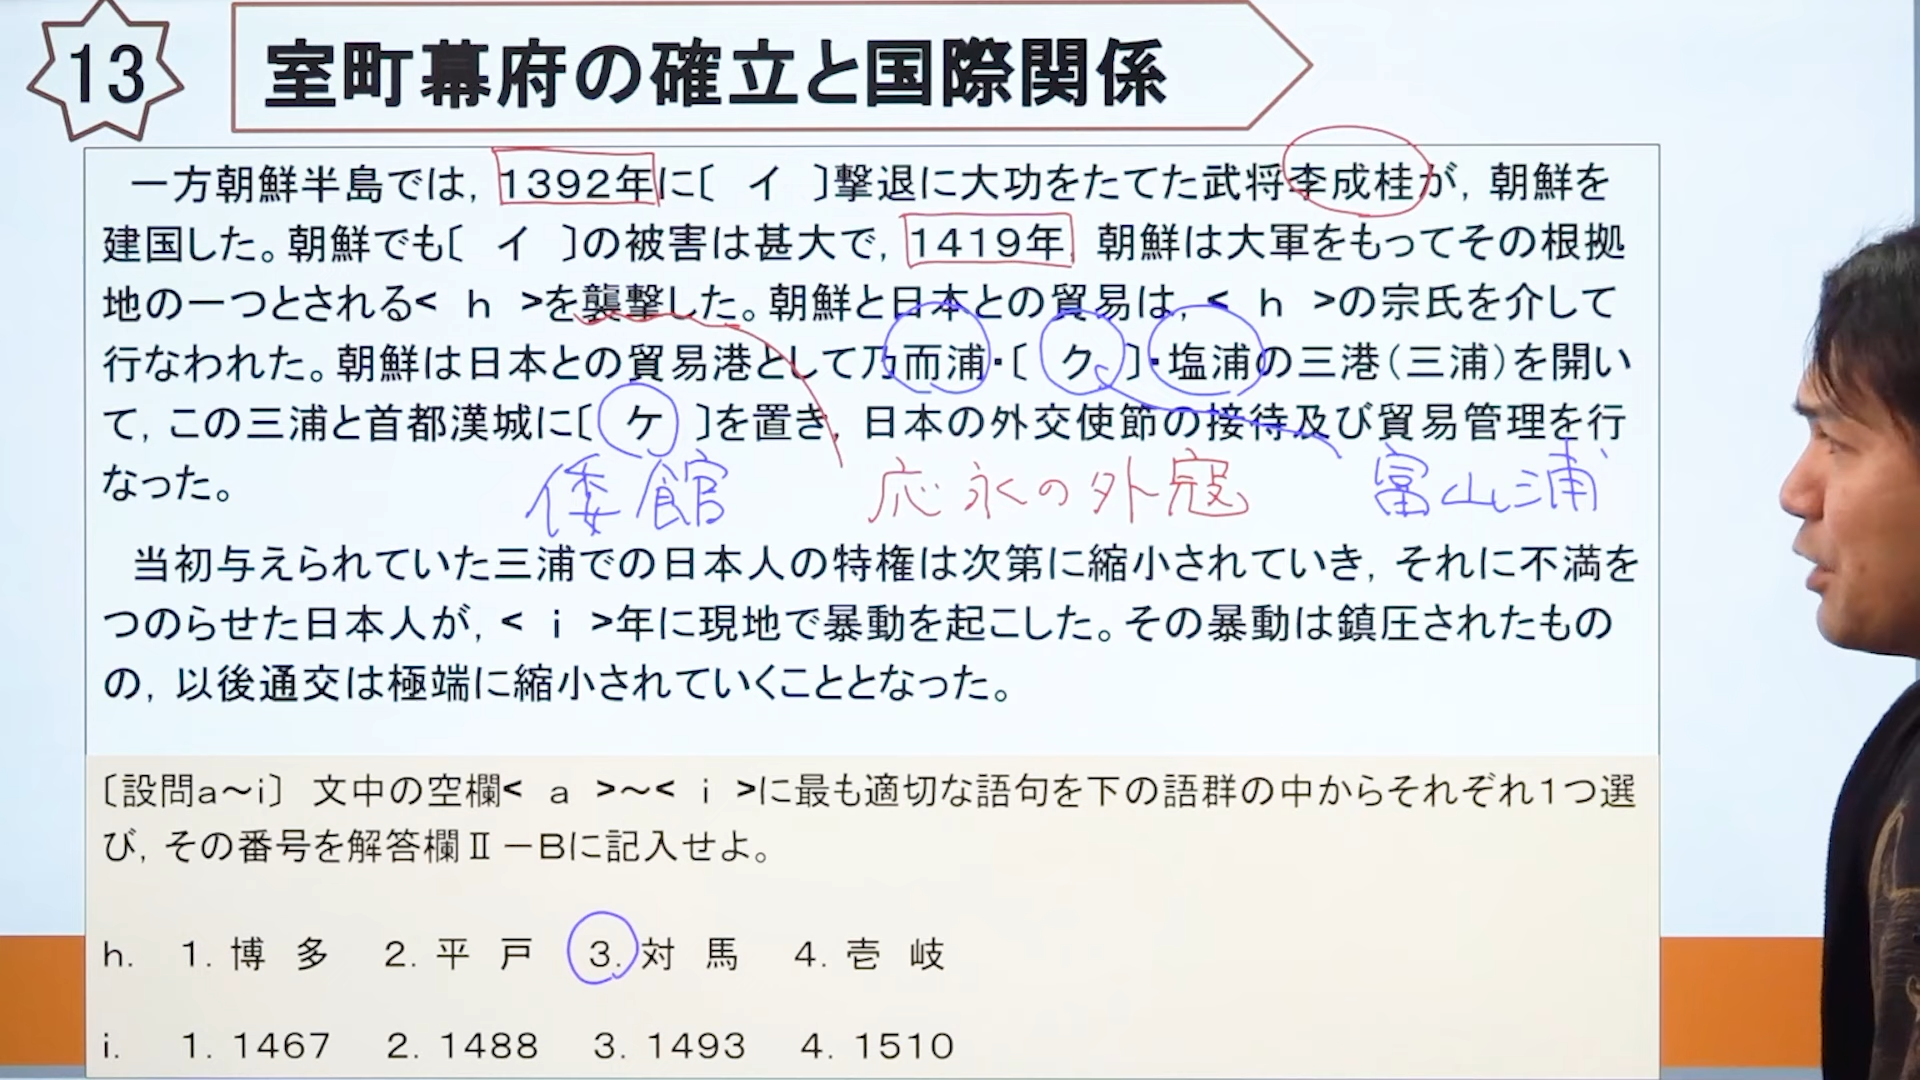 13
室町幕府の確立と国際関係
一方朝鮮半島では，1392年に〔　イ　〕撃退に大功をたてた武将李成桂が，朝鮮を
建国した。朝鮮でも〔　イ　〕の被害は甚大で，1419年，朝鮮は大軍をもってその根拠
地の一つとされる<　h　>を襲撃した。朝鮮と日本との貿易は，<　h　>の宗氏を介して
行なわれた。朝鮮は日本との貿易港として乃而浦・〔　ク　〕・塩浦の三港（三浦）を開い
て，この三浦と首都漢城に〔　ケ　〕を置き，日本の外交使節の接待及び貿易管理を行
なった。
倭館　応永の外寇　富山浦
当初与えられていた三浦での日本人の特権は次第に縮小されていき，それに不満を
つのらせた日本人が，<　i　>年に現地で暴動を起こした。その暴動は鎮圧されたもの
の，以後通交は極端に縮小されていくこととなった。
〔設問a～i〕　文中の空欄<　a　>～<　i　>に最も適切な語句を下の語群の中からそれぞれ1つ選
び，その番号を解答欄Ⅱ－Bに記入せよ。
h.　1. 博多　2. 平戸　3. 対馬　4. 壱岐
i.　1. 1467　2. 1488　3. 1493　4. 1510